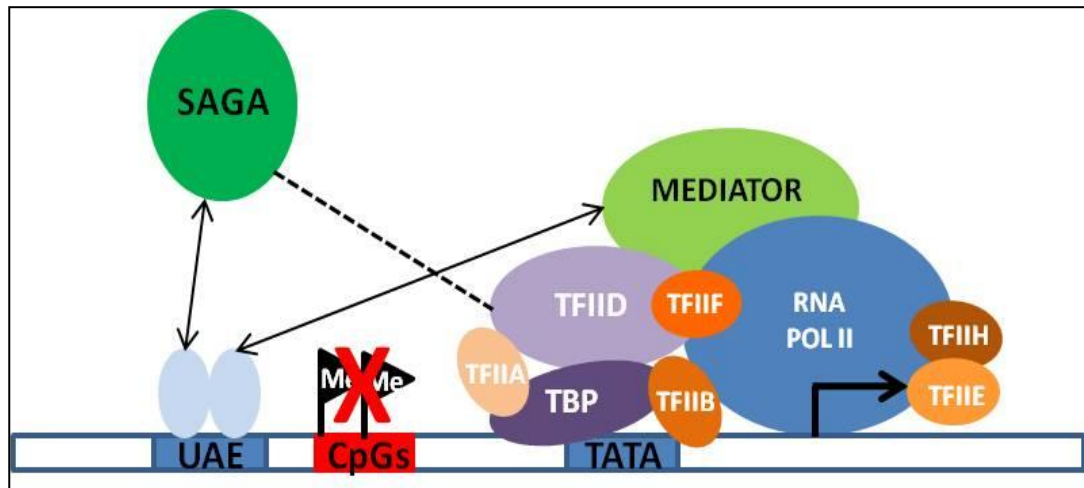 SAGA
MEDIATOR
TFIID
TFIIF
RNA
POL II
TFIIH
TFIIA
Me
Me
TBP
TFIIB
TFIIE
UAE
CpGs
TATA